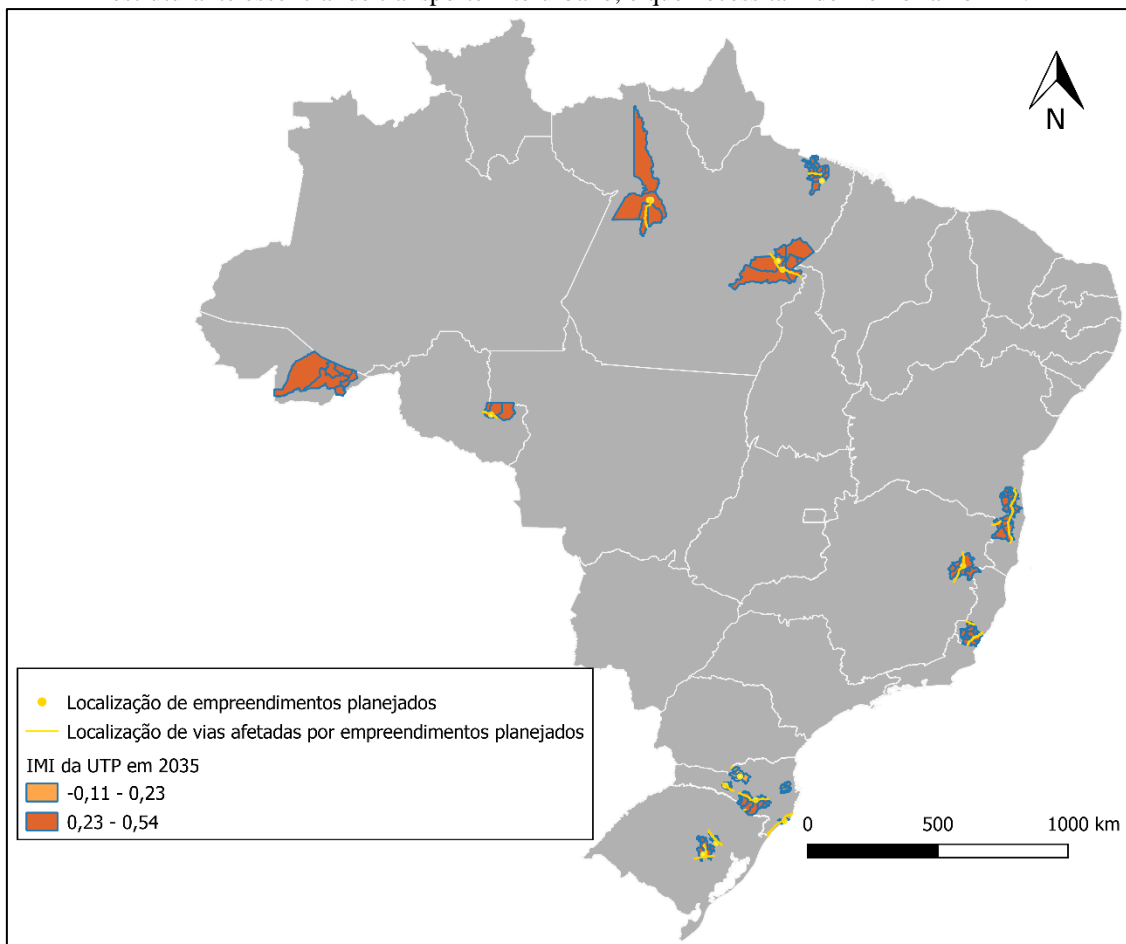 N
Localização de empreendimentos planejados
Localização de vias afetadas por empreendimentos planejados
IMI da UTP em 2035
-0,11 - 0,23
0,23 - 0,54
0 500 1000 km